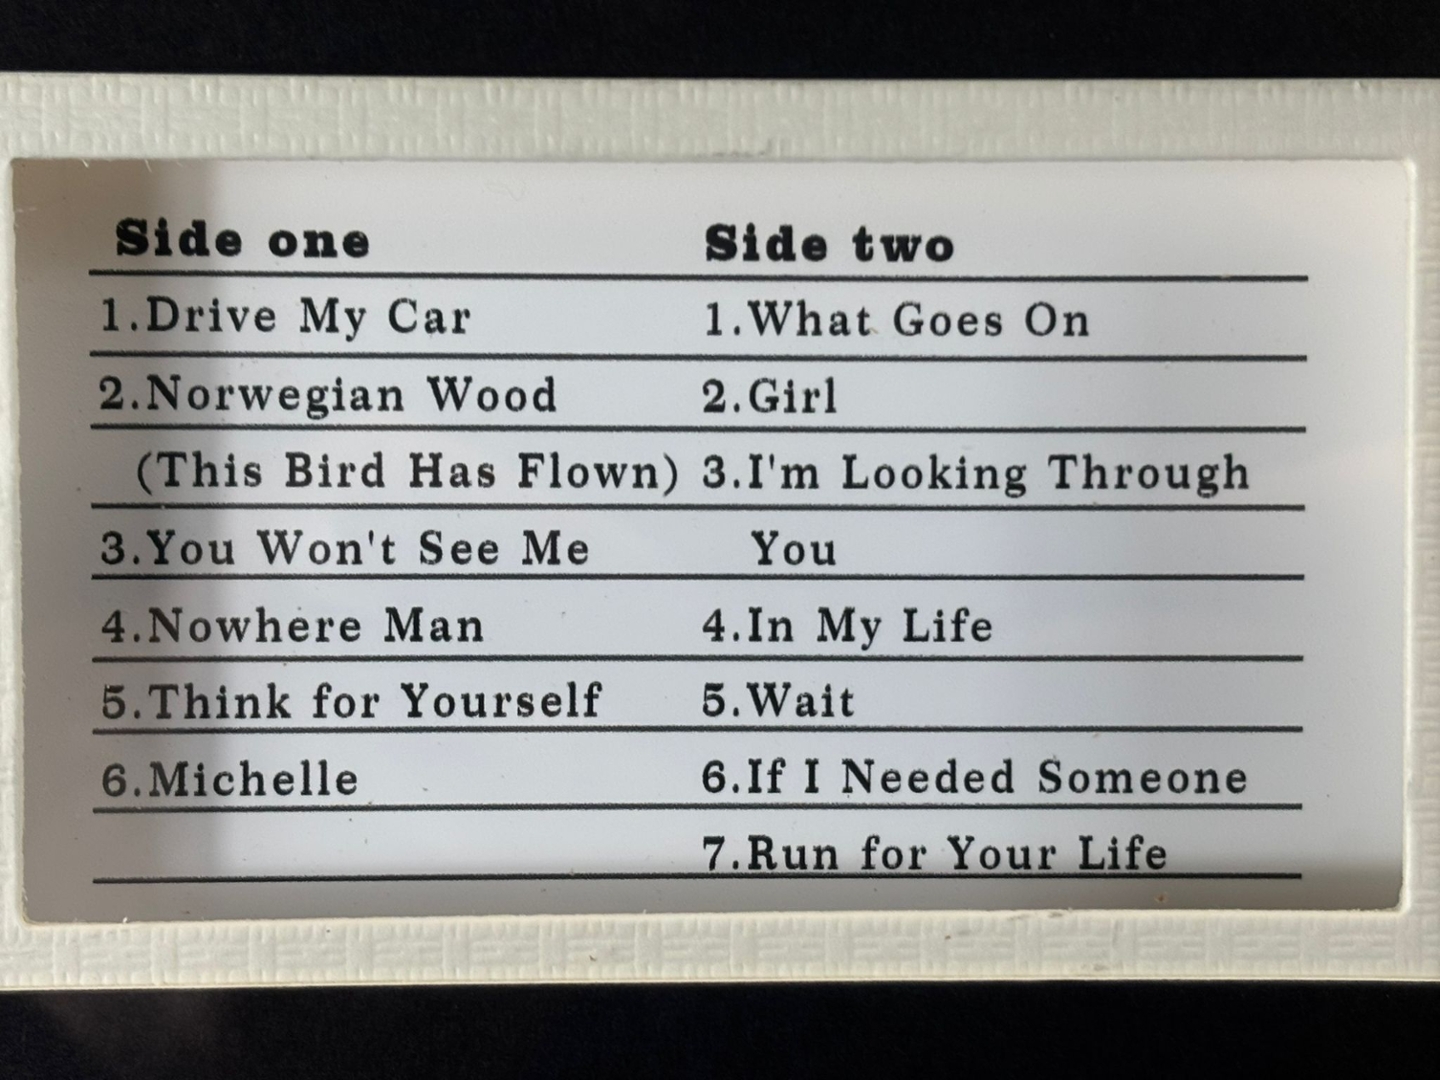 Side one
1.Drive My Car
2.Norwegian Wood
(This Bird Has Flown)
3.You Won't See Me
4.Nowhere Man
5.Think for Yourself
6.Michelle
Side two
1.What Goes On
2.Girl
3.I'm Looking Through
You
4.In My Life
5.Wait
6.If I Needed Someone
7.Run for Your Life